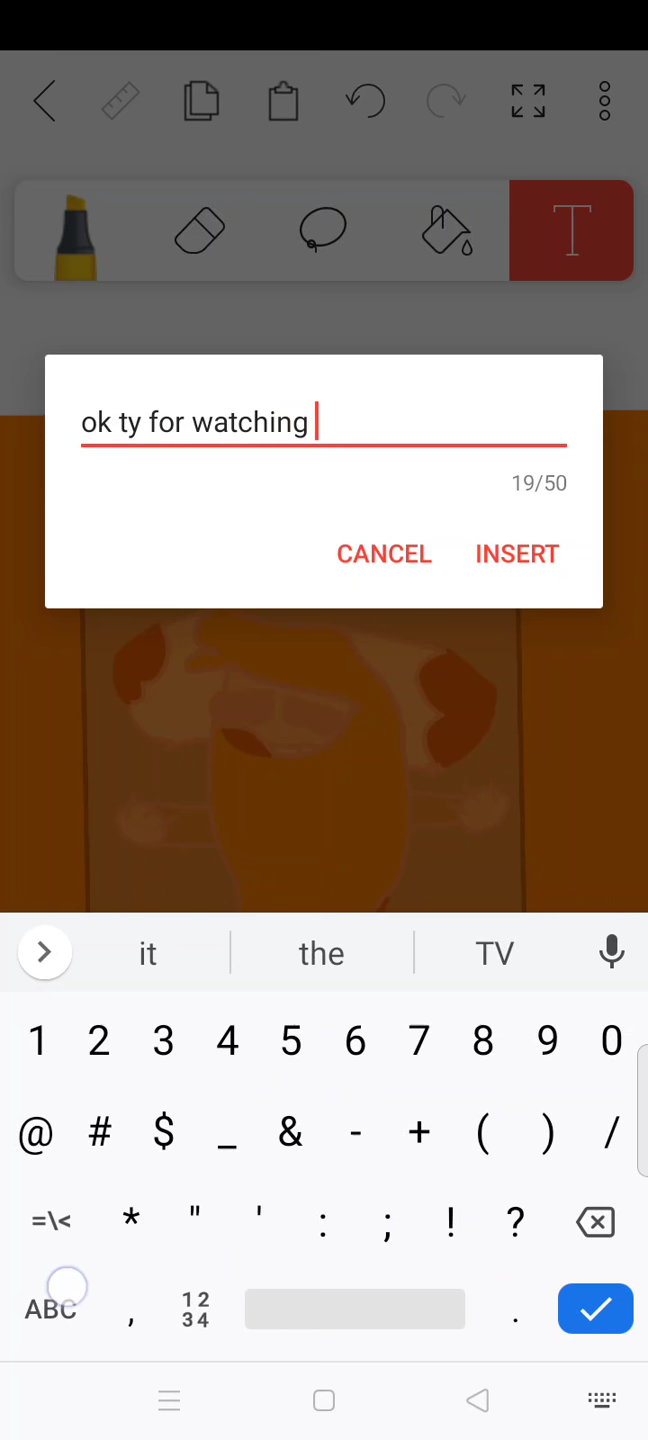 T
ok ty for watching
19/50
CANCEL INSERT
it the TV
1 2 3 4 5 6 7 8 9 0
@ # $ _ & - + ( ) /
=\< * " ' : ; ! ?
ABC , 12 34 .